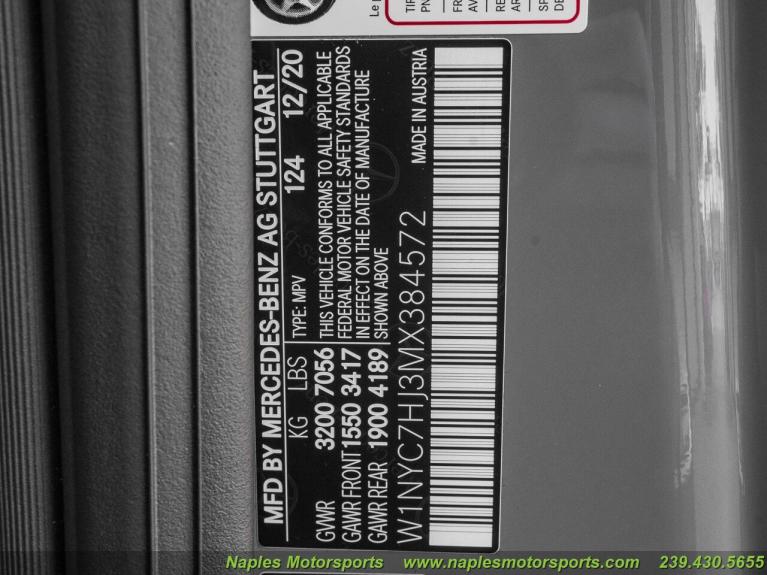 MFD BY MERCEDES-BENZ AG STUTTGART
KG LBS TYPE: MPV 124 12/20
GVWR 3200 7056
GAWR FRONT 1550 3417
GAWR REAR 1900 4189
THIS VEHICLE CONFORMS TO ALL APPLICABLE
FEDERAL MOTOR VEHICLE SAFETY STANDARDS
IN EFFECT ON THE DATE OF MANUFACTURE
SHOWN ABOVE
W1NYC7HJ3MX384572 MADE IN AUSTRIA
Le
Naples Motorsports www.naplesmotorsports.com 239.430.5655